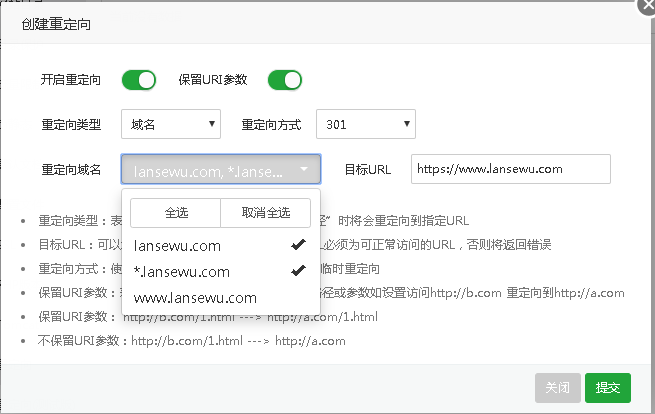 创建重定向
开启重定向 保留URI参数
重定向类型 域名 重定向方式 301
重定向域名 lansewu.com, *.lanse... 目标URL https://www.lansewu.com
全选 取消全选
lansewu.com
*.lansewu.com
www.lansewu.com
重定向类型：表 径”时将会重定向到指定URL
目标URL：可以 必须为可正常访问的URL，否则将返回错误
重定向方式：使 临时重定向
保留URI参数： 径或参数如设置访问http://b.com 重定向到http://a.com
保留URI参数： http://b.com/1.html ---> http://a.com/1.html
不保留URI参数：http://b.com/1.html ---> http://a.com
关闭 提交